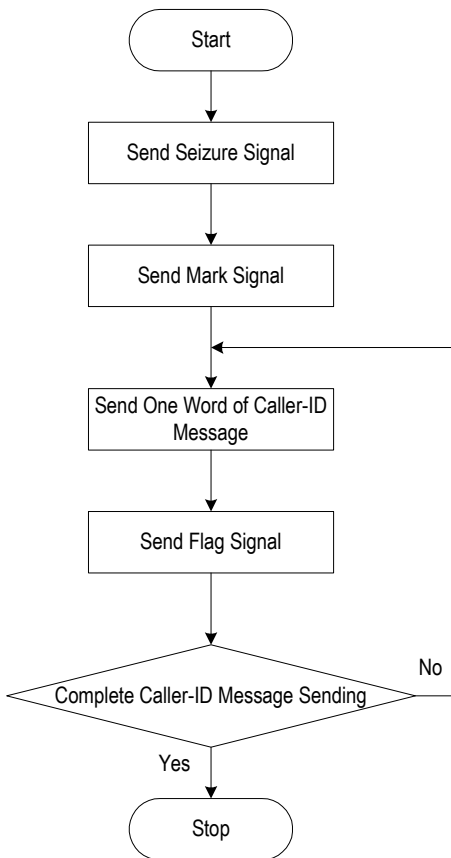 Start
Send Seizure Signal
Send Mark Signal
Send One Word of Caller-ID
Message
Send Flag Signal
Complete Caller-ID Message Sending
No
Yes
Stop